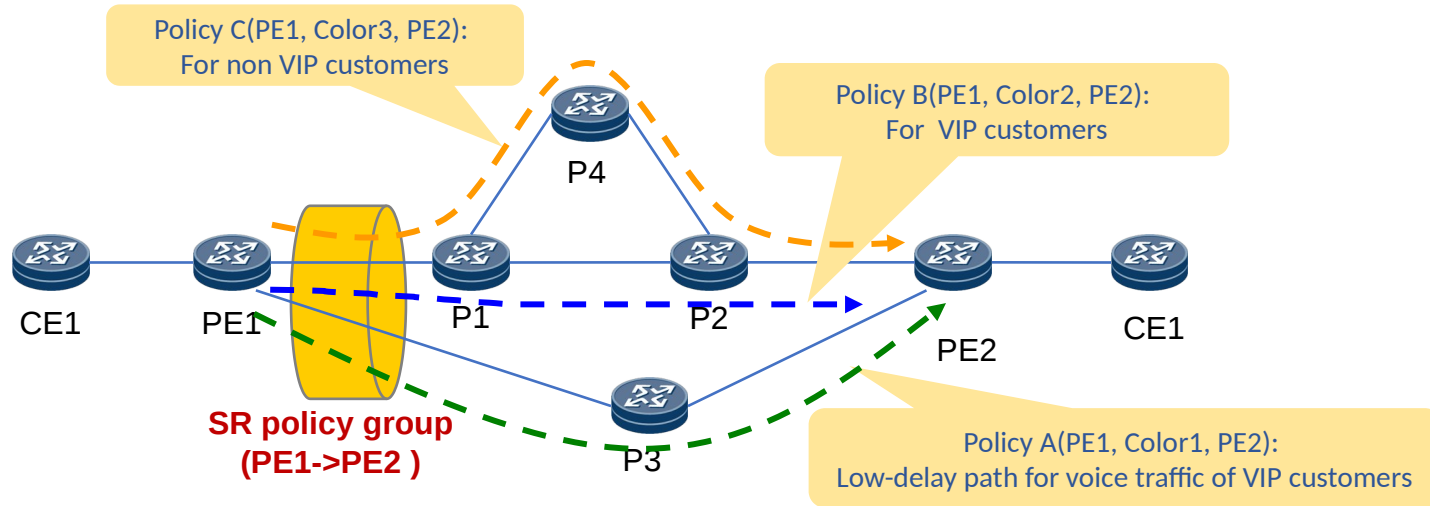 Policy C(PE1, Color3, PE2):
For non VIP customers
Policy B(PE1, Color2, PE2):
For  VIP customers
P4
CE1
PE1
P1
P2
PE2
CE1
SR policy group
(PE1->PE2 )
P3
Policy A(PE1, Color1, PE2):
Low-delay path for voice traffic of VIP customers